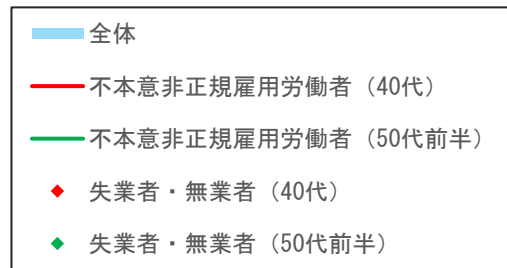 全体
不本意非正規雇用労働者（40代）
不本意非正規雇用労働者（50代前半）
失業者・無業者（40代）
失業者・無業者（50代前半）